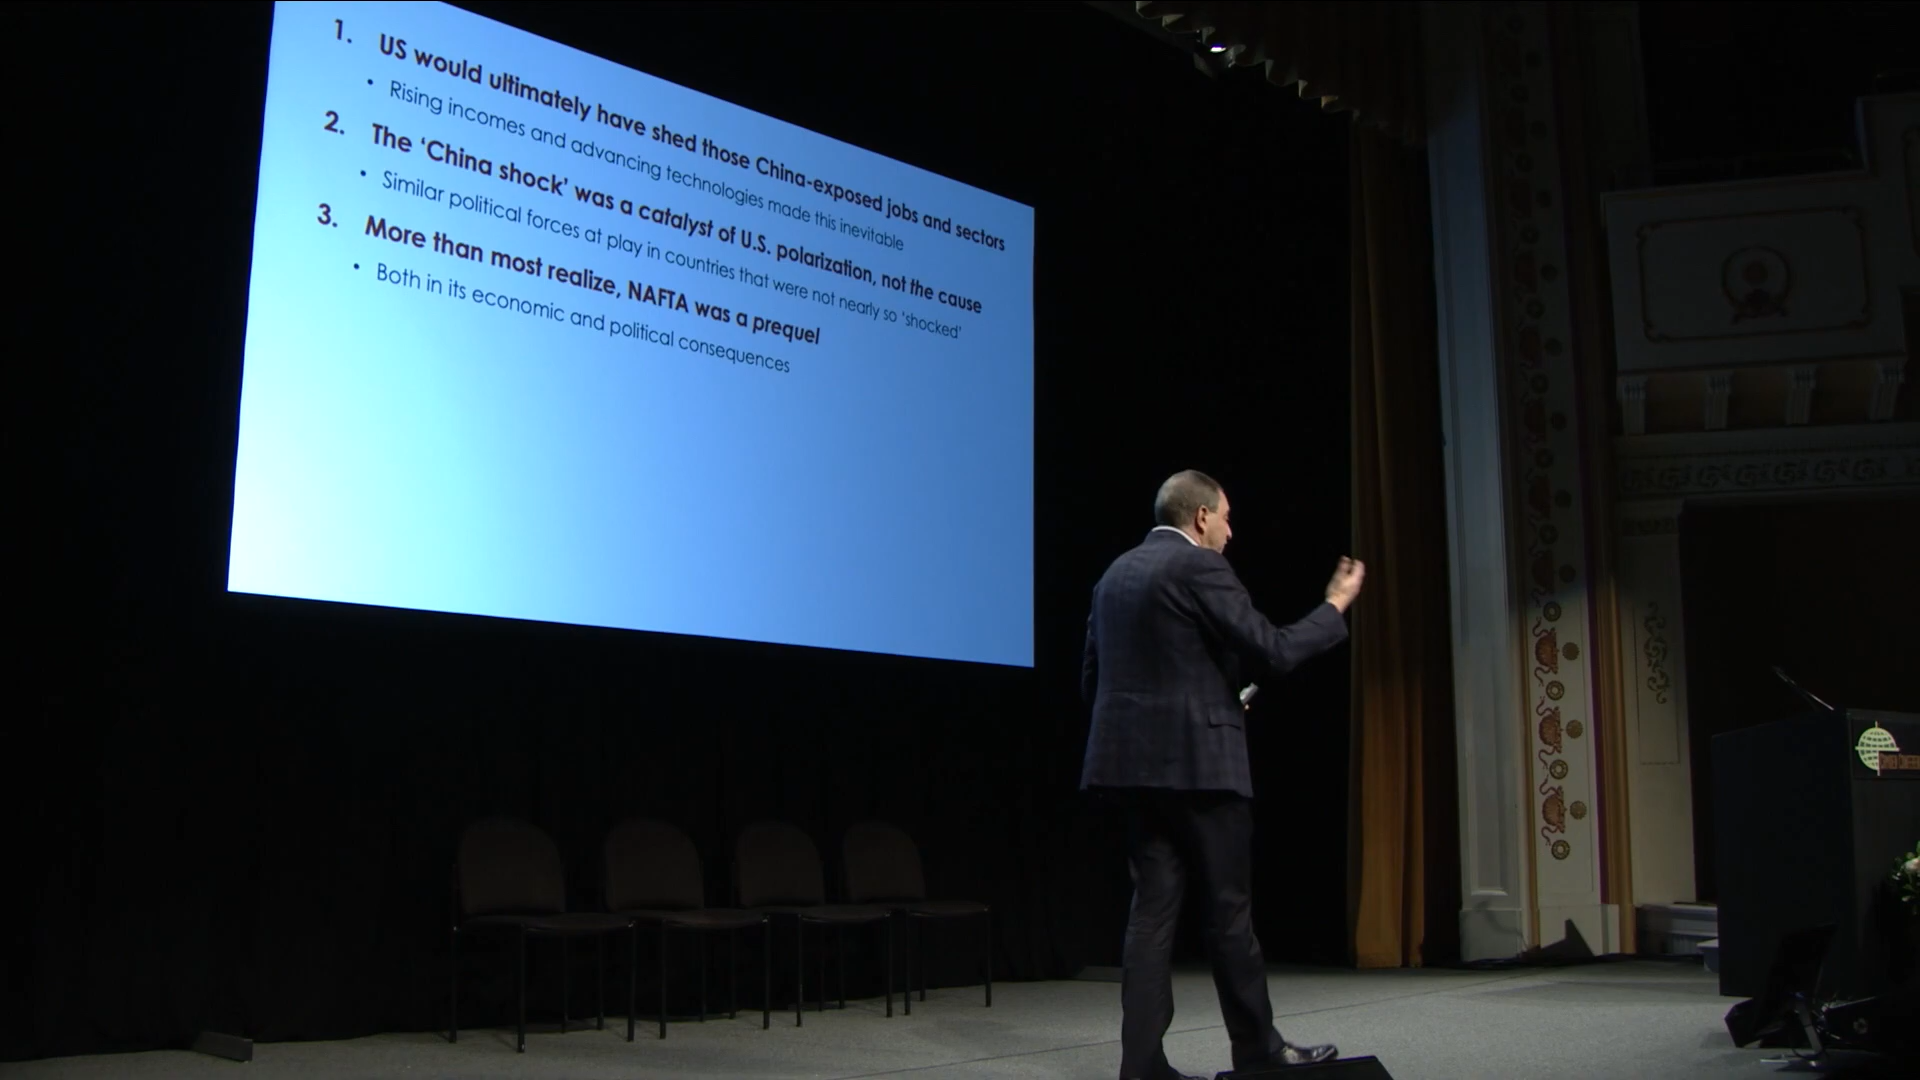 1. US would ultimately have shed those China-exposed jobs and sectors
• Rising incomes and advancing technologies made this inevitable
2. The ‘China shock’ was a catalyst of U.S. polarization, not the cause
• Similar political forces at play in countries that were not nearly so ‘shocked’
3. More than most realize, NAFTA was a prequel
• Both in its economic and political consequences